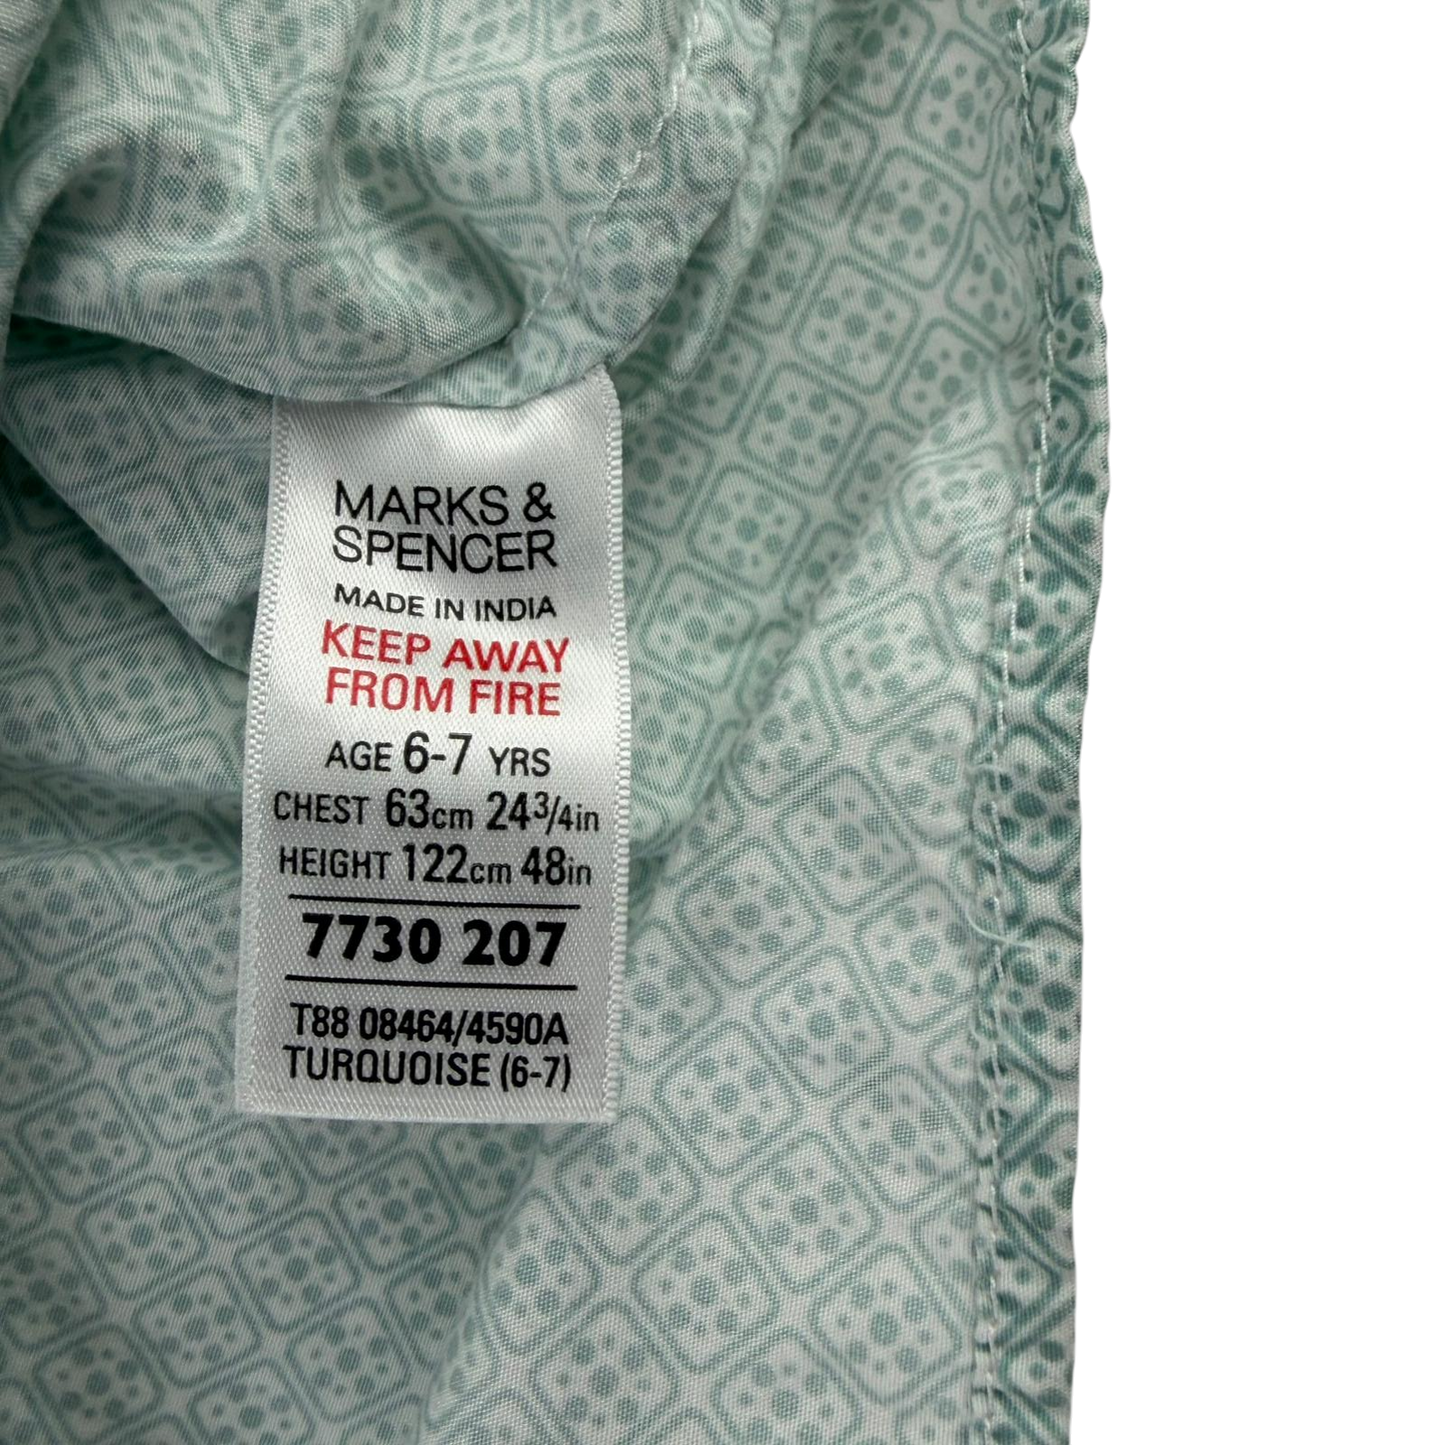 MARKS &
SPENCER
MADE IN INDIA
KEEP AWAY
FROM FIRE
AGE 6-7 YRS
CHEST 63cm 24 3/4in
HEIGHT 122cm 48in
7730 207
T88 08464/4590A
TURQUOISE (6-7)